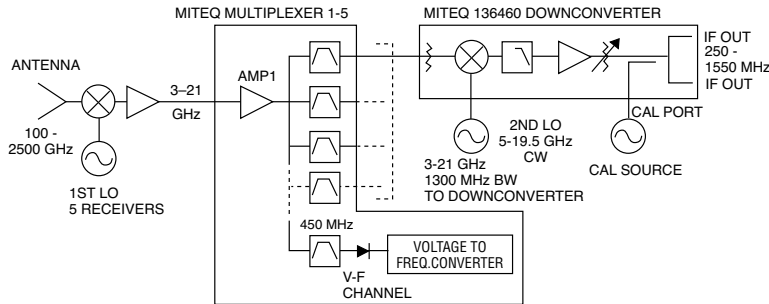 MITEQ MULTIPLEXER 1-5
MITEQ 136460 DOWNCONVERTER
ANTENNA
100 -
2500 GHz
1ST LO
5 RECEIVERS
3–21
GHz
AMP1
450 MHz
V-F
CHANNEL
VOLTAGE TO
FREQ.CONVERTER
3-21 GHz
1300 MHz BW
TO DOWNCONVERTER
2ND LO
5-19.5 GHz
CW
CAL PORT
CAL SOURCE
IF OUT
250 -
1550 MHz
IF OUT